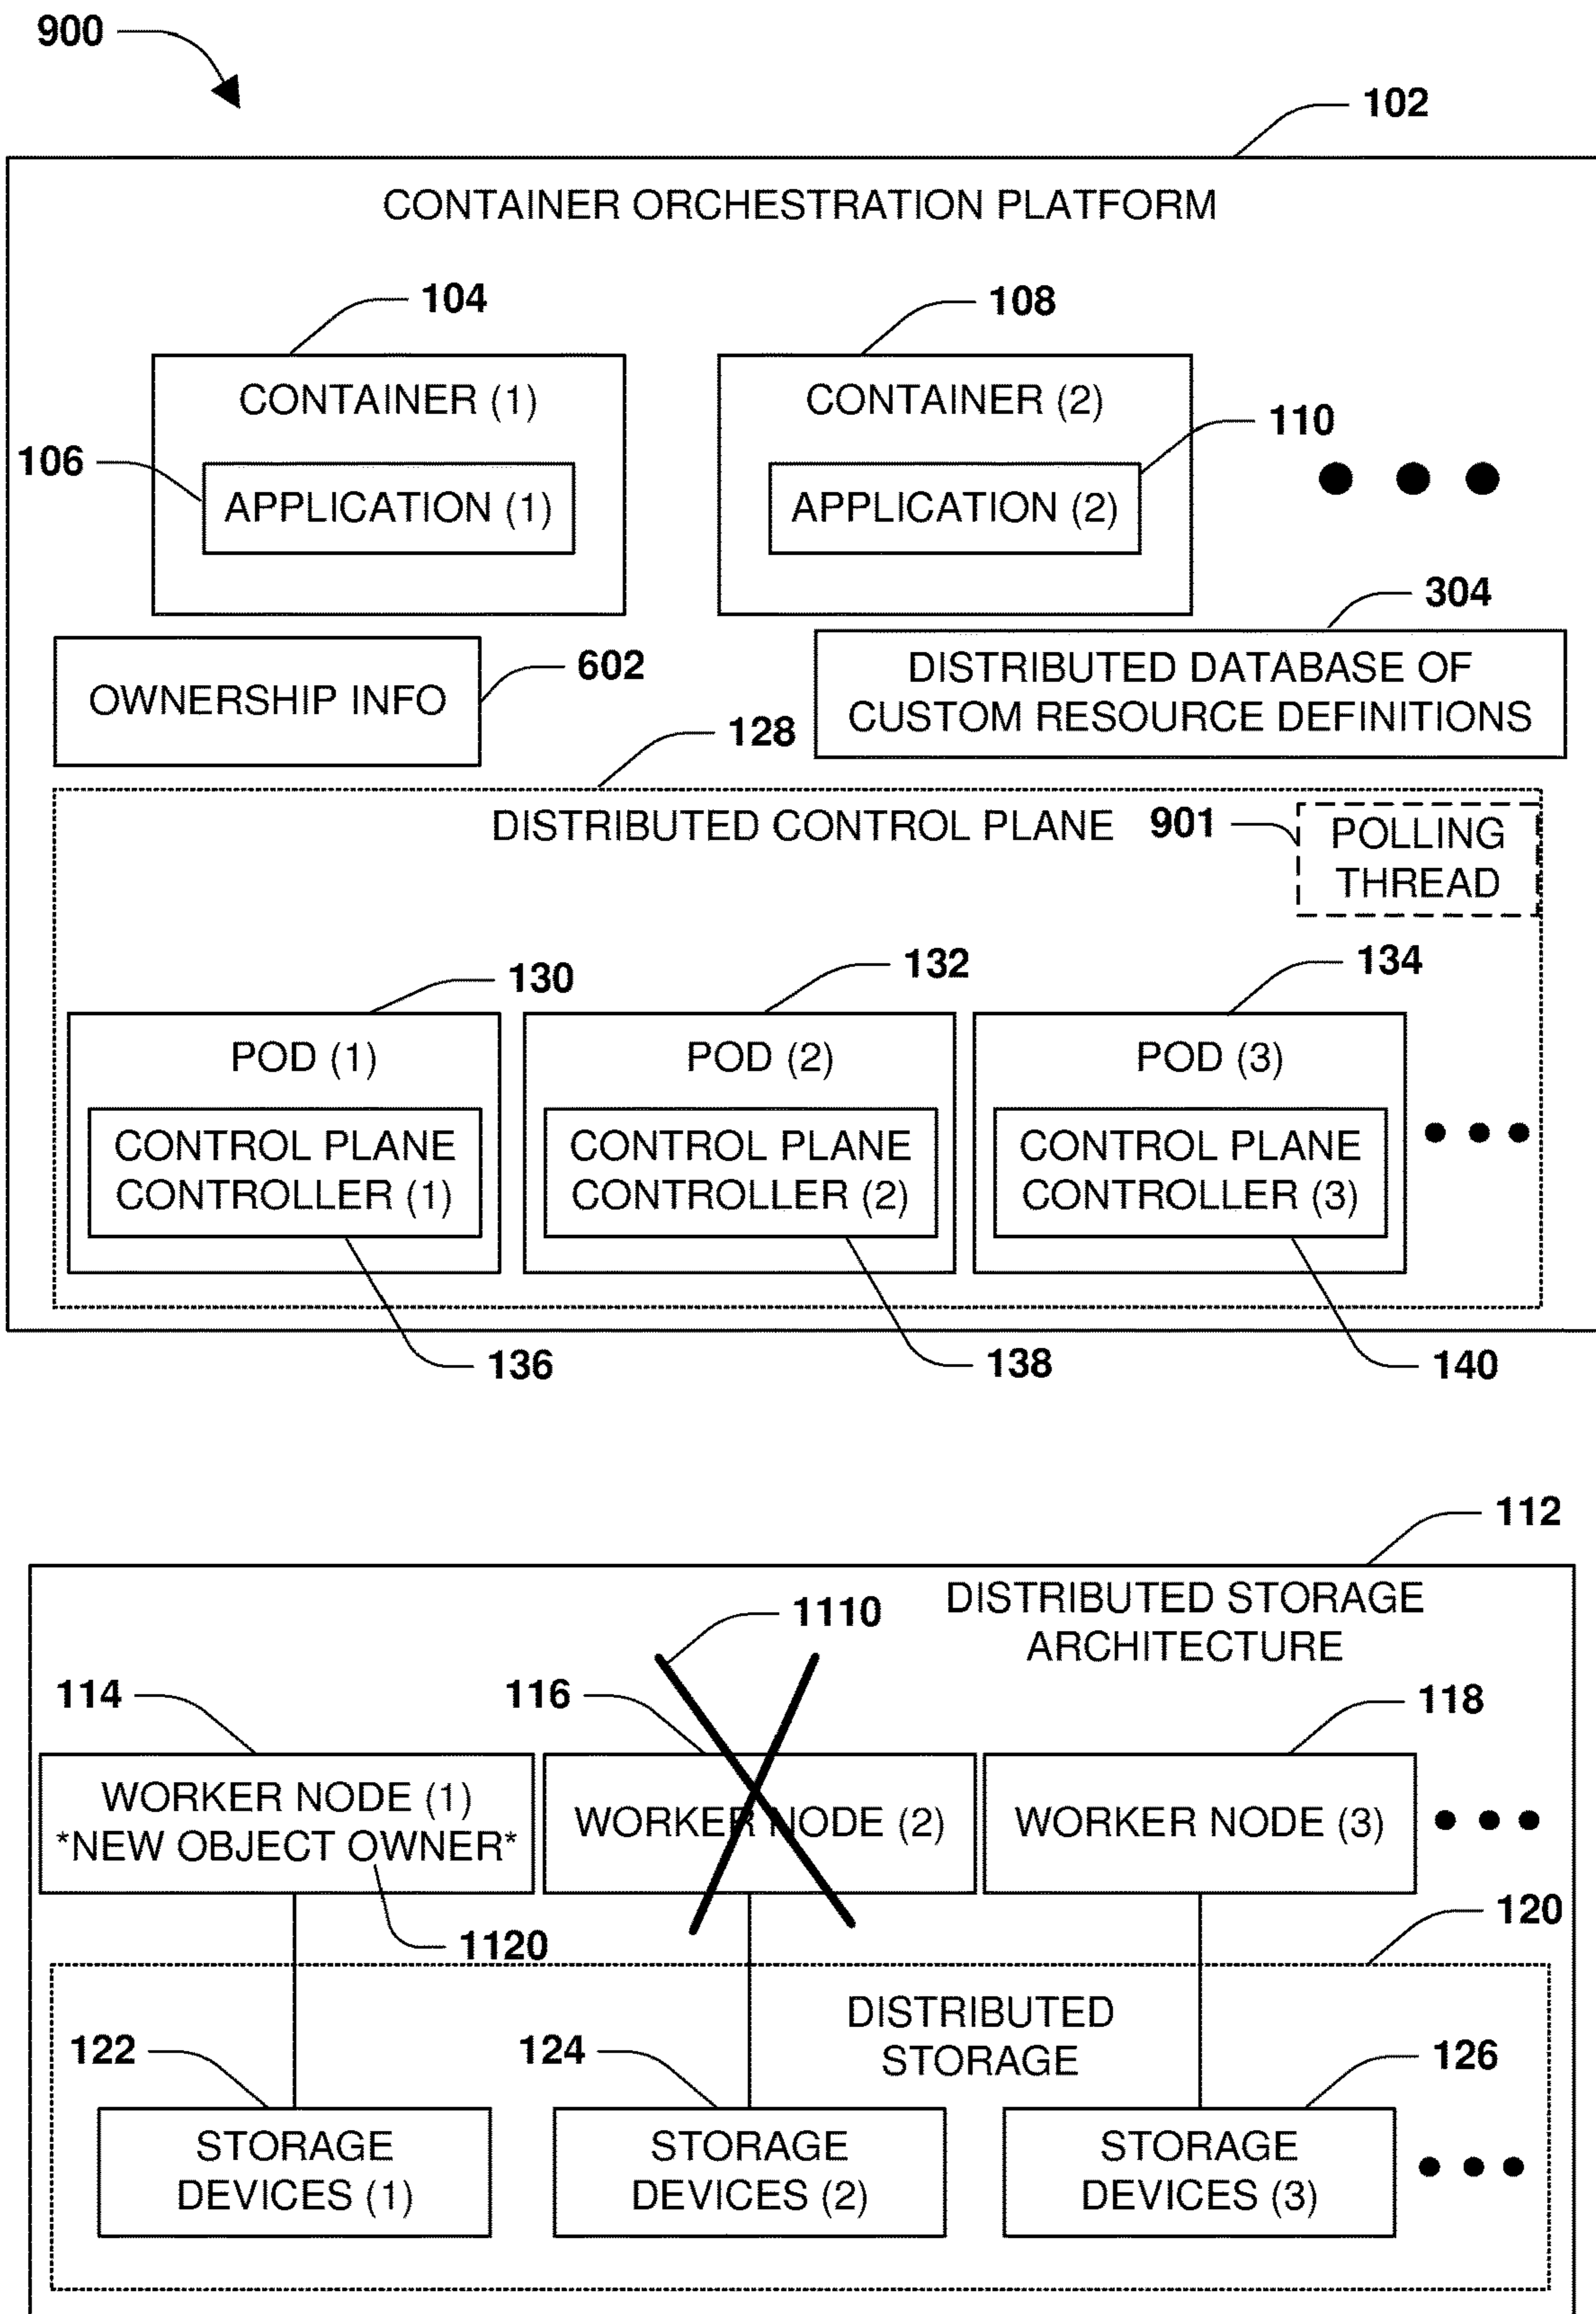 900
102
CONTAINER ORCHESTRATION PLATFORM
104
108
CONTAINER (1)
CONTAINER (2)
106
110
APPLICATION (1)
APPLICATION (2)
304
OWNERSHIP INFO
602
DISTRIBUTED DATABASE OF
CUSTOM RESOURCE DEFINITIONS
128
DISTRIBUTED CONTROL PLANE
901
POLLING
THREAD
130
132
134
POD (1)
POD (2)
POD (3)
CONTROL PLANE
CONTROLLER (1)
CONTROL PLANE
CONTROLLER (2)
CONTROL PLANE
CONTROLLER (3)
136
138
140
112
DISTRIBUTED STORAGE
ARCHITECTURE
1110
114
116
118
WORKER NODE (1)
*NEW OBJECT OWNER*
WORKER NODE (2)
WORKER NODE (3)
1120
120
DISTRIBUTED
STORAGE
122
124
126
STORAGE
DEVICES (1)
STORAGE
DEVICES (2)
STORAGE
DEVICES (3)